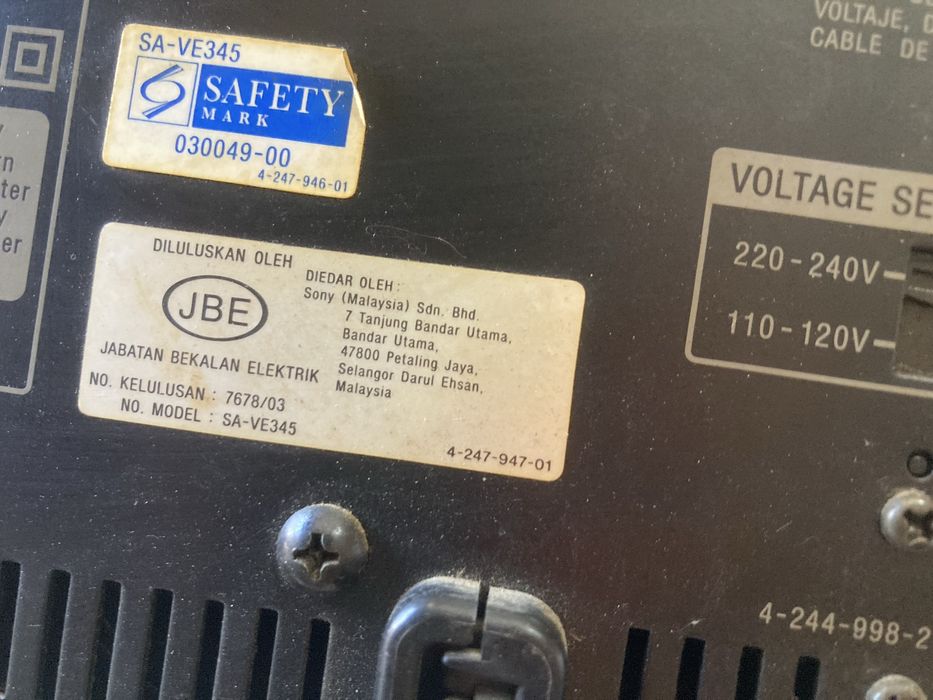 SA-VE345
SAFETY
MARK
030049-00
4-247-946-01
DILULUSKAN OLEH
JBE
JABATAN BEKALAN ELEKTRIK
NO. KELULUSAN : 7678/03
NO. MODEL : SA-VE345
DIEDAR OLEH :
Sony (Malaysia) Sdn. Bhd.
7 Tanjung Bandar Utama,
Bandar Utama,
47800 Petaling Jaya,
Selangor Darul Ehsan,
Malaysia
4-247-947-01
VOLTAJE,
CABLE DE
VOLTAGE
220-240V
110-120V
4-244-998-2